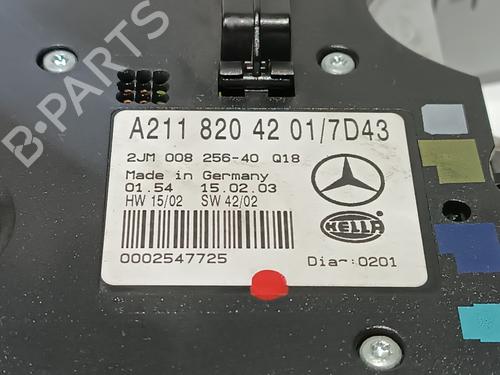 B-PARTS
A211 820 42 01/7D43
2JM 008 256-40 Q18
Made in Germany
01.54 15.02.03
HW 15/02 SW 42/02
HELLA
0002547725
Dia-:0201